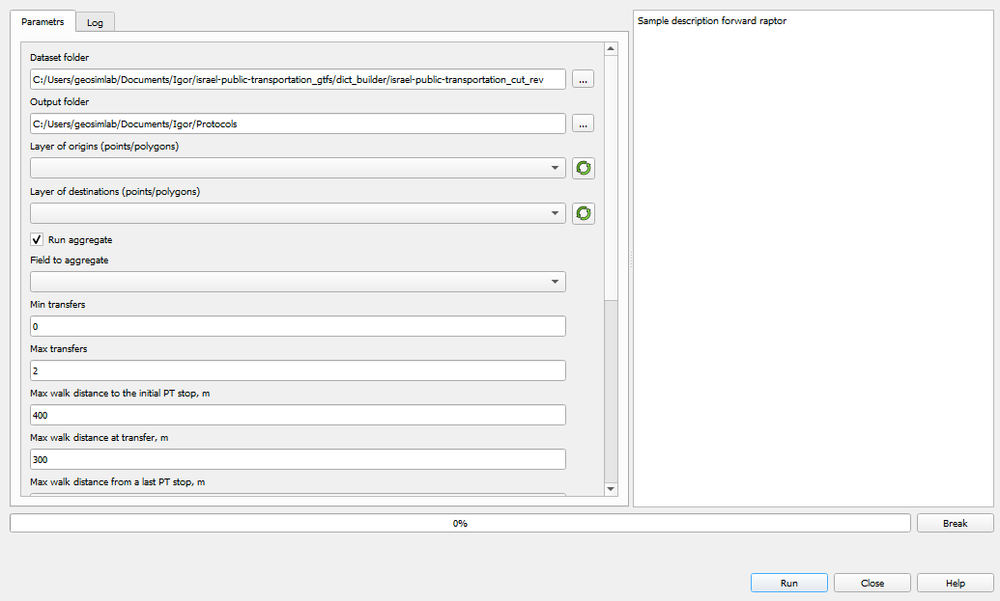 Parametrs
Log
Sample description forward raptor
Dataset folder
C:/Users/geosimlab/Documents/Igor/israel-public-transportation_gtfs/dict_builder/israel-public-transportation_cut_rev
...
Output folder
C:/Users/geosimlab/Documents/Igor/Protocols
...
Layer of origins (points/polygons)
Layer of destinations (points/polygons)
Run aggregate
Field to aggregate
Min transfers
0
Max transfers
2
Max walk distance to the initial PT stop, m
400
Max walk distance at transfer, m
300
Max walk distance from a last PT stop, m
0%
Break
Run
Close
Help